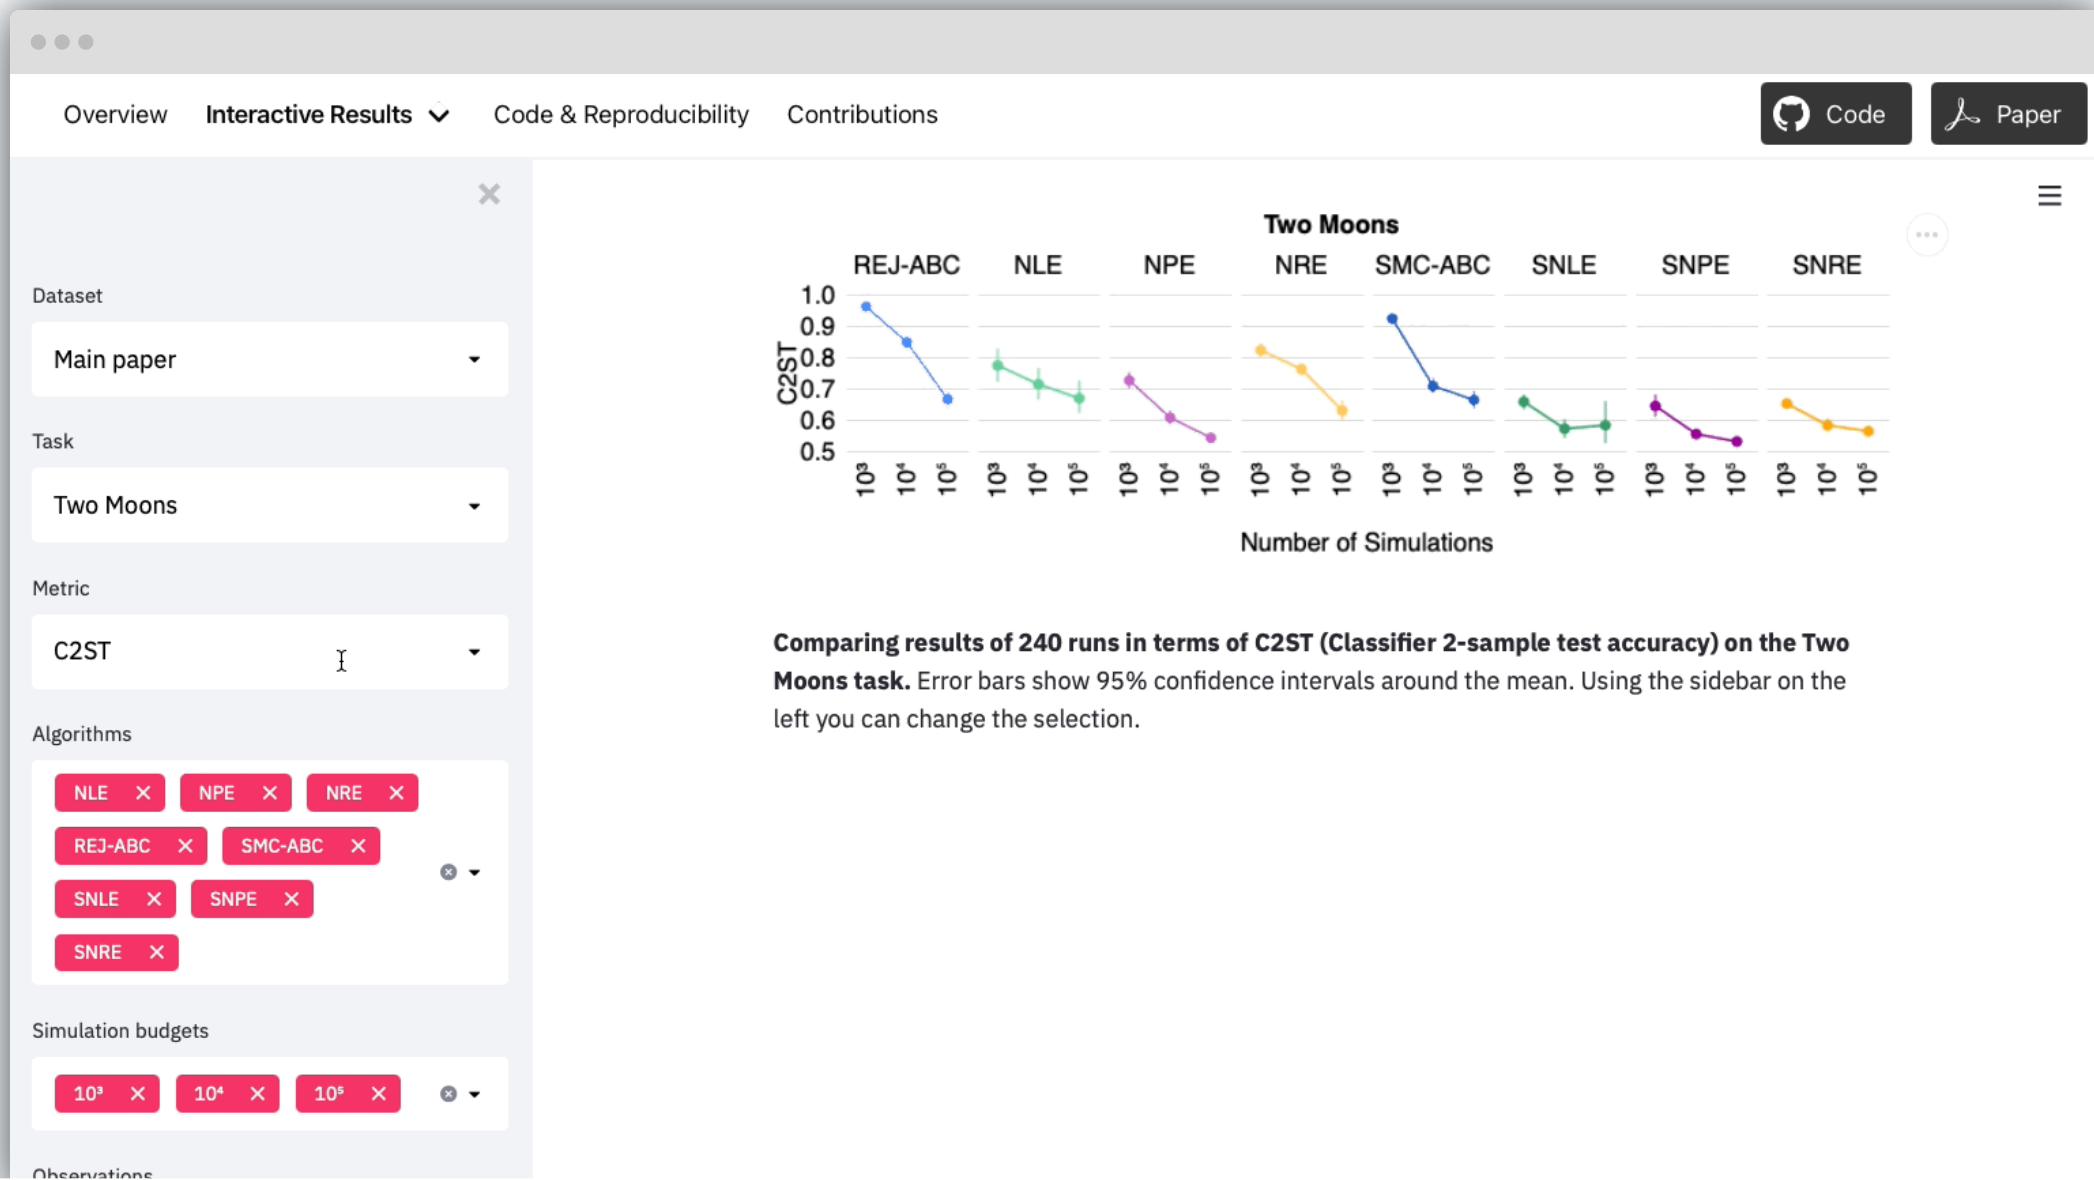 Overview Interactive Results Code & Reproducibility Contributions Code Paper
Dataset
Main paper
Task
Two Moons
Metric
C2ST
Algorithms
NLE NPE NRE
REJ-ABC SMC-ABC
SNLE SNPE
SNRE
Simulation budgets
10³ 10⁴ 10⁵
Observations
Two Moons
REJ-ABC NLE NPE NRE SMC-ABC SNLE SNPE SNRE
C2ST
1.0
0.9
0.8
0.7
0.6
0.5
10³ 10⁴ 10⁵ 10³ 10⁴ 10⁵ 10³ 10⁴ 10⁵ 10³ 10⁴ 10⁵ 10³ 10⁴ 10⁵ 10³ 10⁴ 10⁵ 10³ 10⁴ 10⁵ 10³ 10⁴ 10⁵
Number of Simulations
Comparing results of 240 runs in terms of C2ST (Classifier 2-sample test accuracy) on the Two
Moons task. Error bars show 95% confidence intervals around the mean. Using the sidebar on the
left you can change the selection.